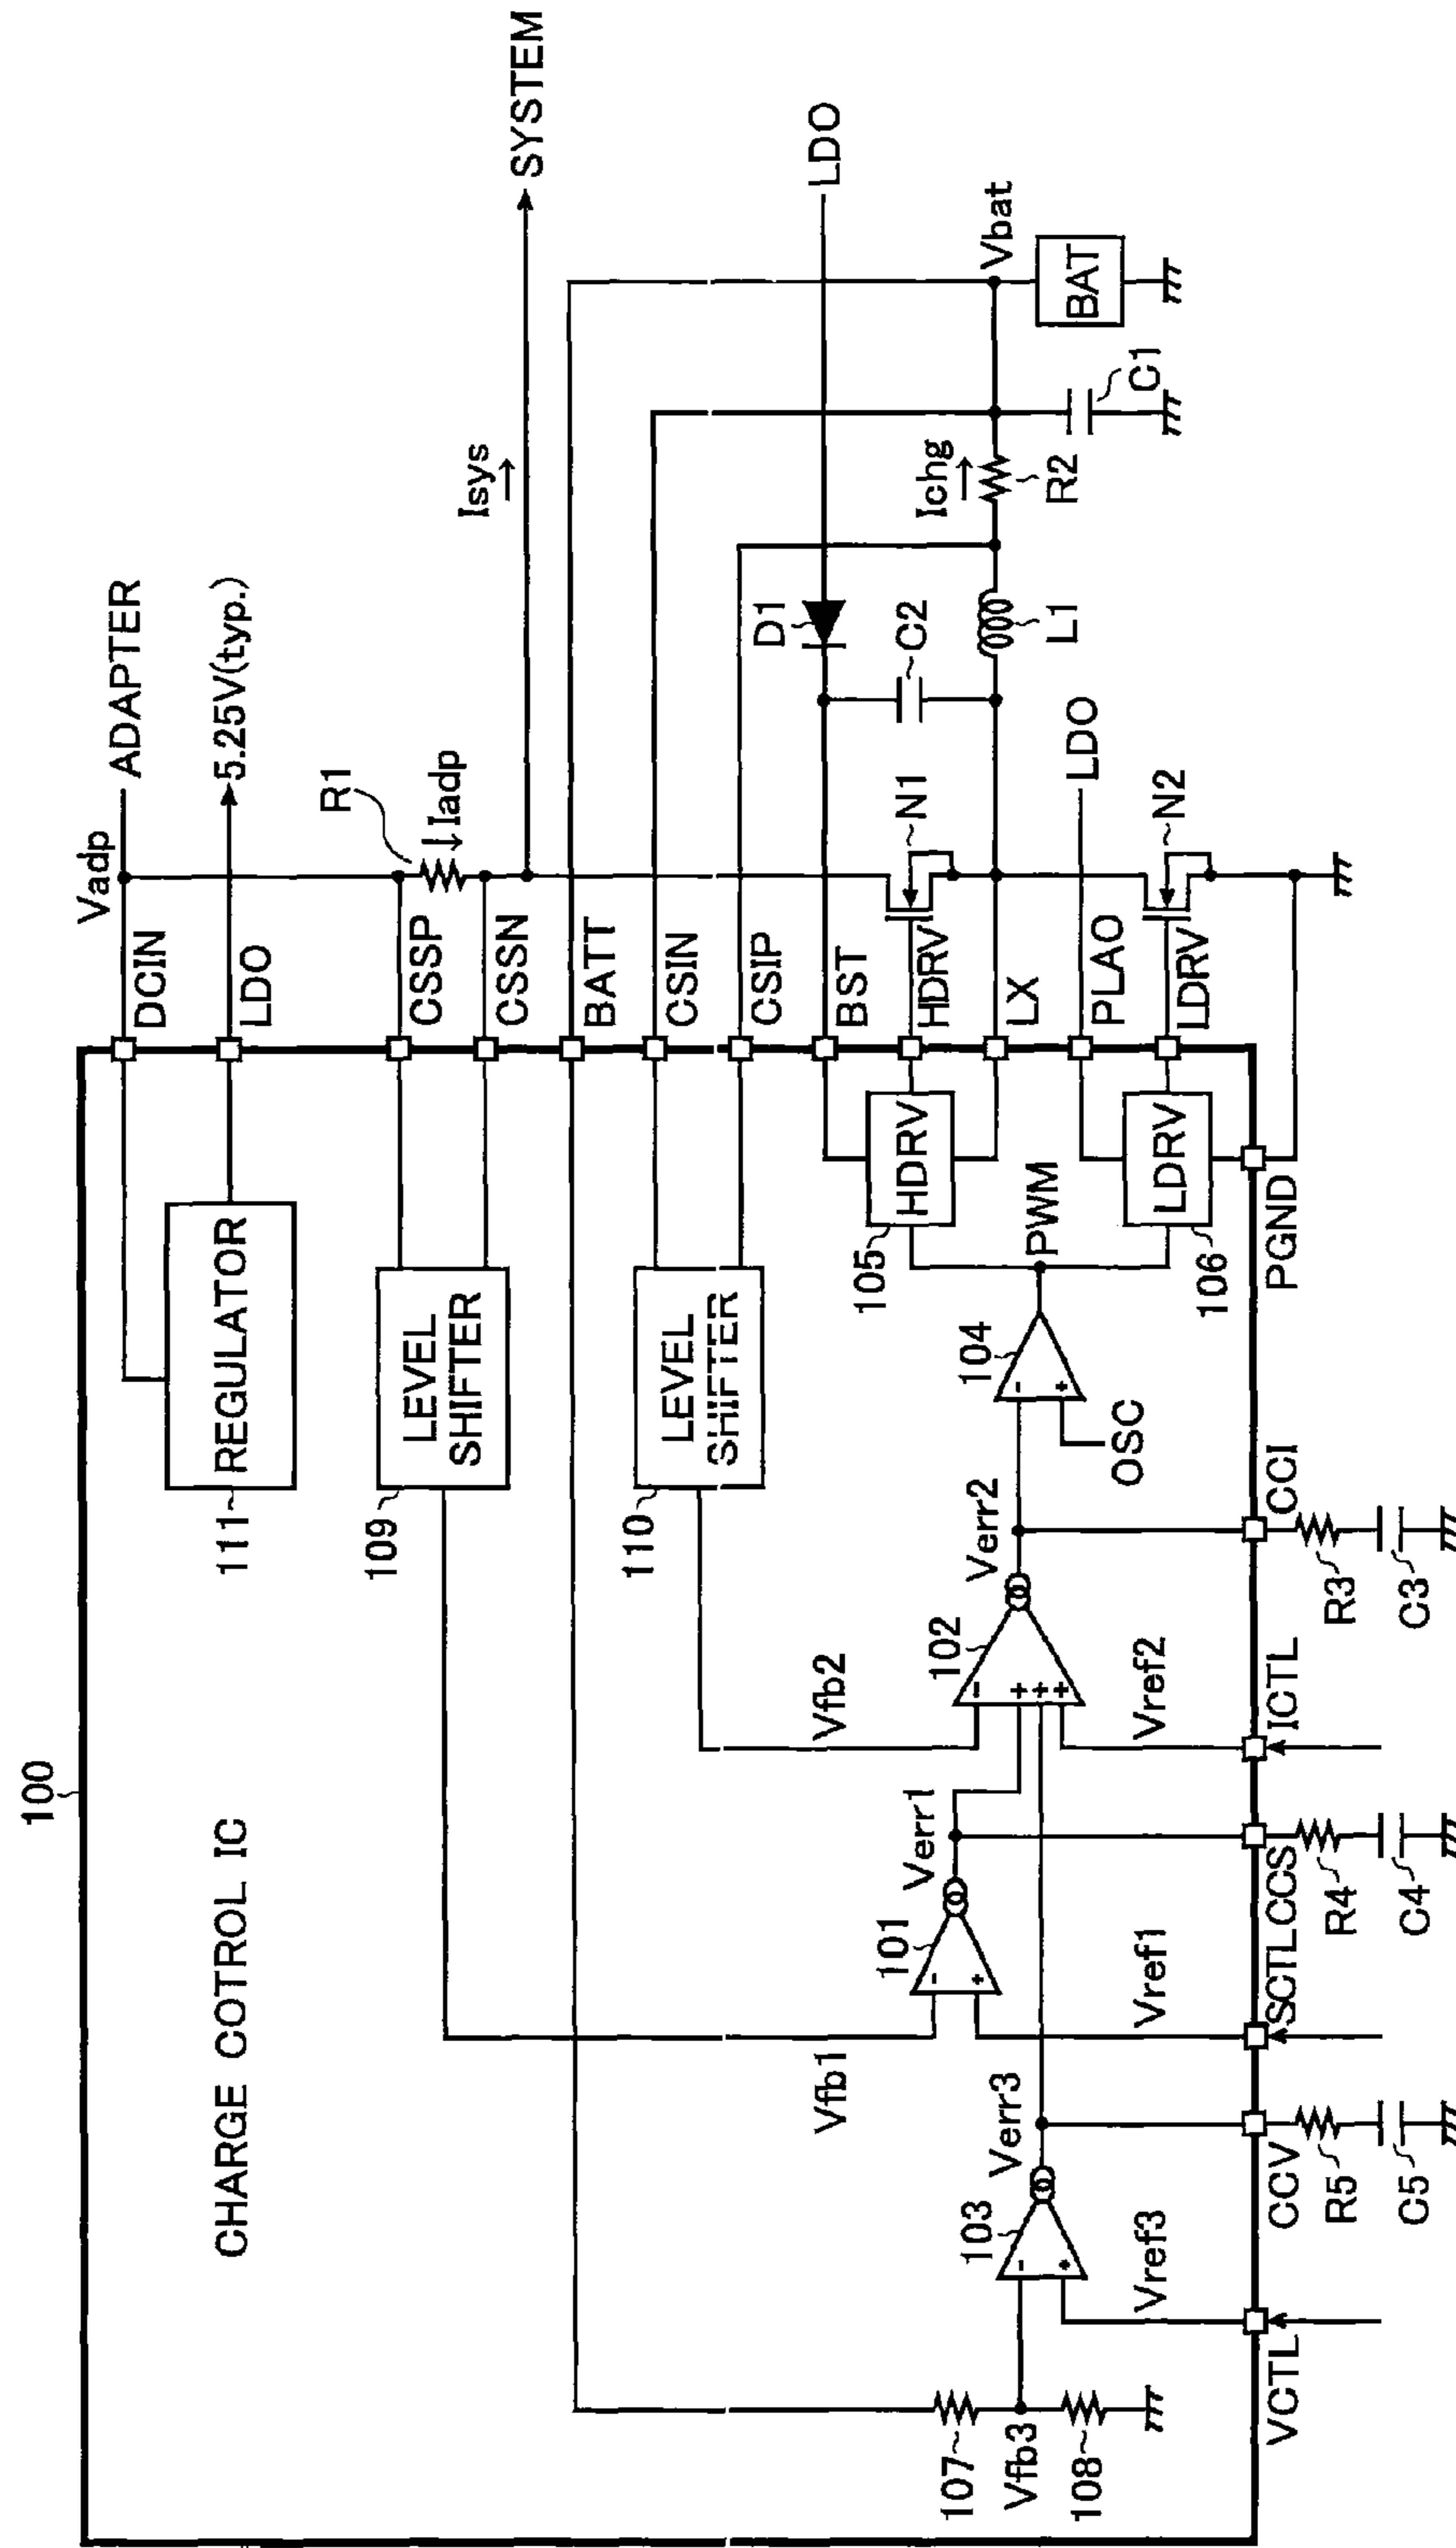 100
CHARGE COTROL IC
111
REGULATOR
109
LEVEL
SHIFTER
110
LEVEL
SHIFTER
DCIN
LDO
CSSP
CSSN
BATT
CSIN
CSIP
BST
HDRV
LX
PLAO
LDRV
PGND
Vadp
ADAPTER
5.25V(typ.)
R1
Iadp
Isys
SYSTEM
LDO
D1
C2
L1
Ichg
R2
C1
Vbat
BAT
N1
LDO
N2
HDRV
105
LDRV
106
PWM
104
-
+
OSC
Verr2
102
-
+
+
+
Vfb2
Vref2
Verr1
101
-
+
Vfb1
Vref1
Verr3
103
-
+
Vref3
107
Vfb3
108
VCTL
CCV
R5
C5
SCTL
CCS
R4
C4
ICTL
CCI
R3
C3